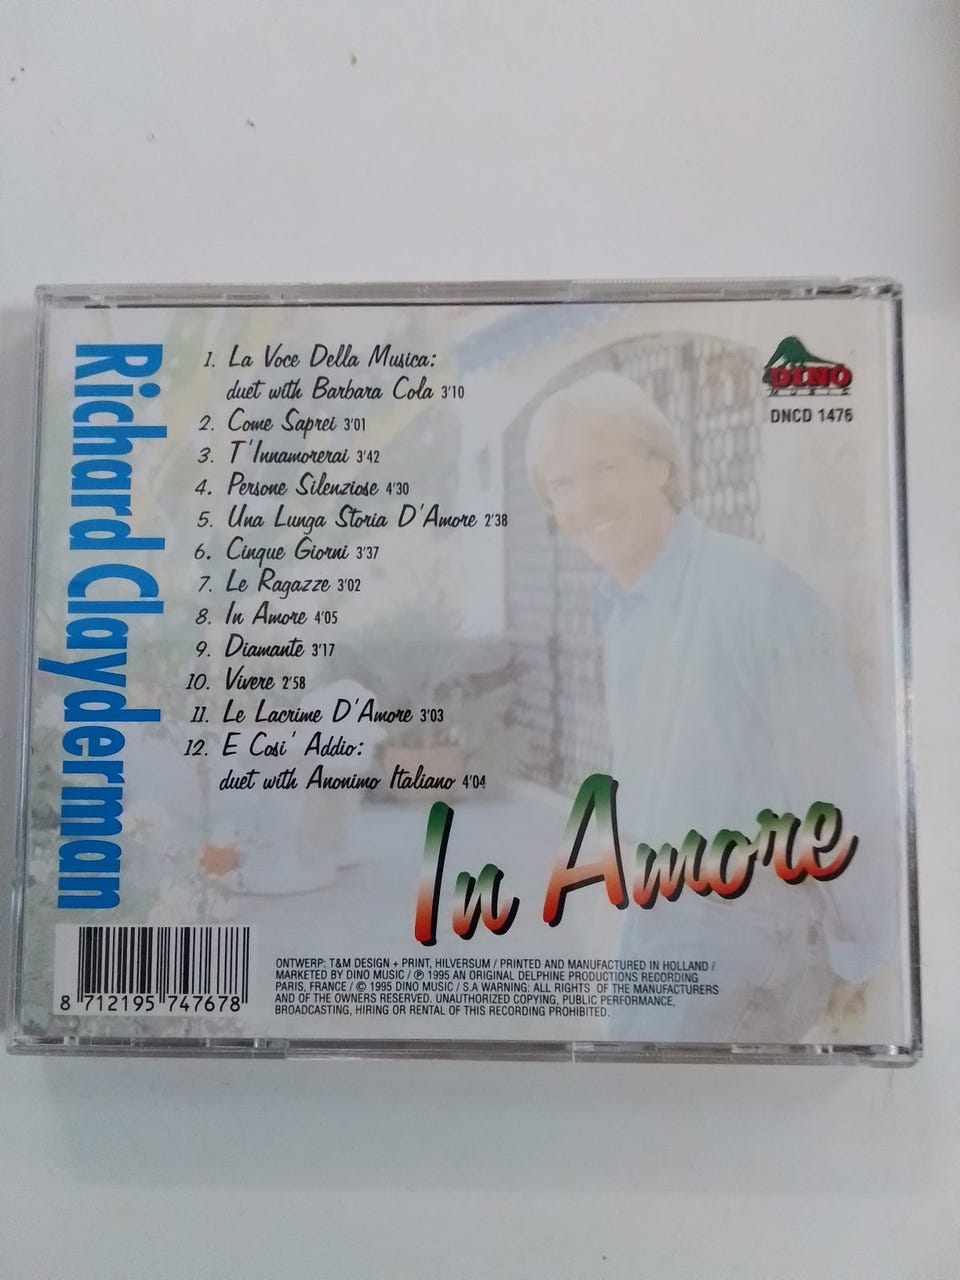 Richard Clayderman
1. La Voce Della Musica:
duet with Barbara Cola 3'10
2. Come Saprei 3'01
3. T'Innamorerai 3'42
4. Persone Silenziose 4'30
5. Una Lunga Storia D'Amore 2'38
6. Cinque Giorni 3'37
7. Le Ragazze 3'02
8. In Amore 4'05
9. Diamante 3'17
10. Vivere 2'58
11. Le Lacrime D'Amore 3'03
12. E Cosi' Addio:
duet with Anonimo Italiano 4'04
DINO
MUSIC
DNCD 1476
In Amore
8 712195 747678
ONTWERP: T&M DESIGN + PRINT, HILVERSUM / PRINTED AND MANUFACTURED IN HOLLAND /
MARKETED BY DINO MUSIC / ℗ 1995 AN ORIGINAL DELPHINE PRODUCTIONS RECORDING
PARIS, FRANCE / © 1995 DINO MUSIC / S.A WARNING: ALL RIGHTS OF THE MANUFACTURERS
AND OF THE OWNERS RESERVED. UNAUTHORIZED COPYING, PUBLIC PERFORMANCE,
BROADCASTING, HIRING OR RENTAL OF THIS RECORDING PROHIBITED.